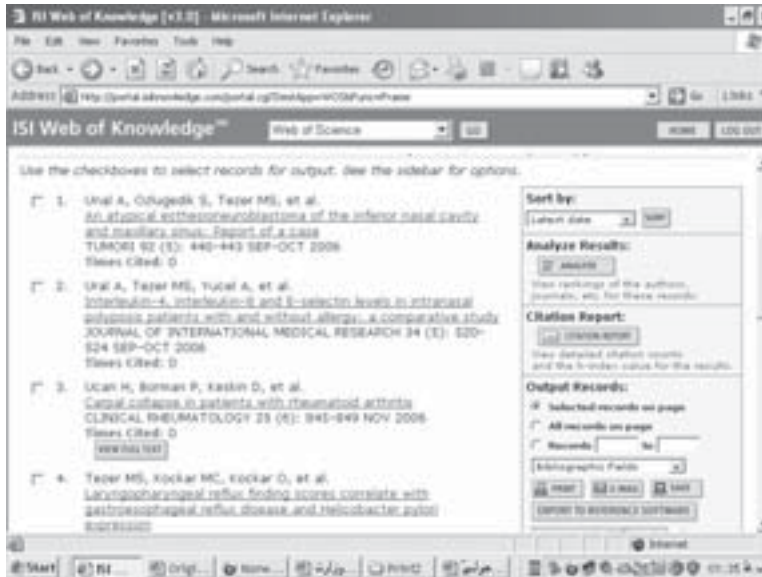 ISI Web of Knowledge [v3.0] - Microsoft Internet Explorer
File Edit View Favorites Tools Help
Back Search Favorites
Address
Go Links
ISI Web of Knowledge℠ Web of Science GO HOME LOG OUT
Use the checkboxes to select records for output. See the sidebar for options.
1. Unal A, Ozlugedik S, Tezer MS, et al.
An atypical esthesioneuroblastoma of the inferior nasal cavity
and maxillary sinus: Report of a case
TUMORI 92 (5): 440-443 SEP-OCT 2006
Times Cited: 0
2. Ural A, Tezer MS, Yucel A, et al.
Interleukin-4, interleukin-8 and E-selectin levels in intranasal
polyposis patients with and without allergy: a comparative study
JOURNAL OF INTERNATIONAL MEDICAL RESEARCH 34 (5): 520-
524 SEP-OCT 2006
Times Cited: 0
3. Ucan H, Borman P, Keskin D, et al.
Carpal collapse in patients with rheumatoid arthritis
CLINICAL RHEUMATOLOGY 25 (6): 845-849 NOV 2006
Times Cited: 0
VIEW FULL TEXT
4. Tezer MS, Kockar MC, Kockar O, et al.
Laryngopharyngeal reflux finding scores correlate with
gastroesophageal reflux disease and Helicobacter pylori
expression
Sort by:
Latest date SORT
Analyze Results:
ANALYZE
View rankings of the authors,
journals, etc. for these records.
Citation Report:
CITATION REPORT
View detailed citation counts
and the h-index value for the results.
Output Records:
Selected records on page
All records on page
Records to
Bibliographic Fields
PRINT E-MAIL SAVE
EXPORT TO REFERENCE SOFTWARE
Internet
Start ISI ... Origi... None...